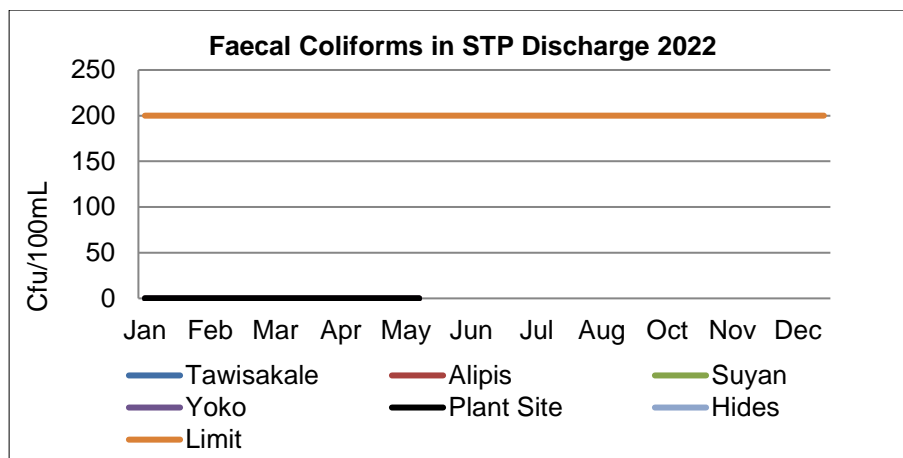 Faecal Coliforms in STP Discharge 2022
250
200
150
100
50
0
Cfu/100mL
Jan Feb Mar Apr May Jun Jul Aug Oct Nov Dec
Tawisakale Alipis Suyan
Yoko Plant Site Hides
Limit